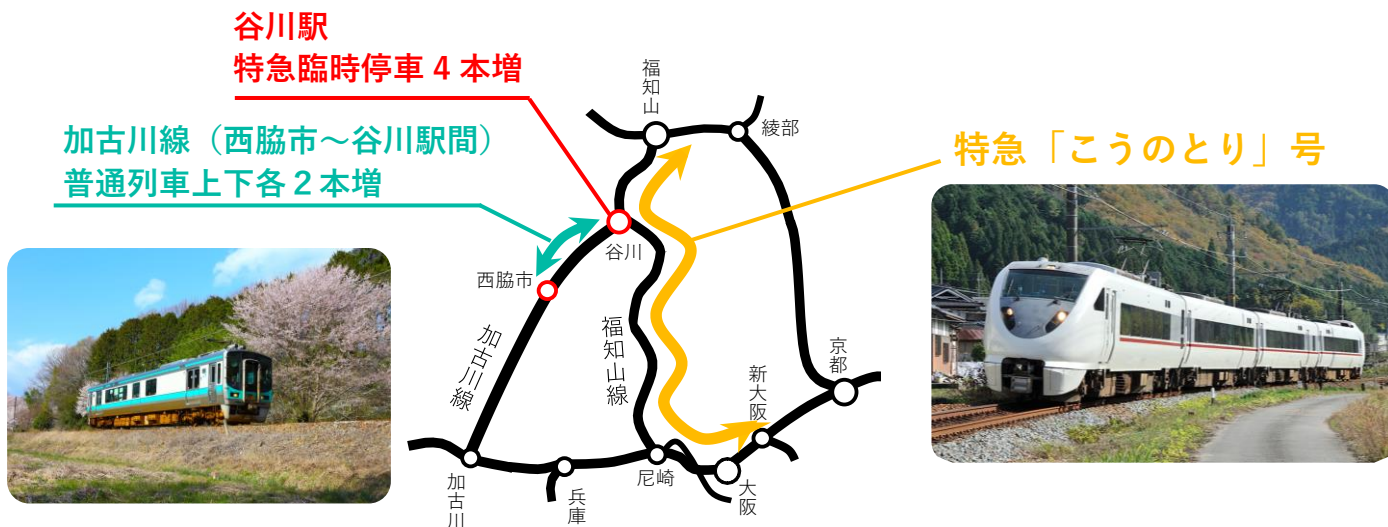 谷川駅
特急臨時停車４本増
加古川線（西脇市～谷川駅間）
普通列車上下各２本増
特急「こうのとり」号
福知山
綾部
谷川
西脇市
加古川線
福知山線
京都
新大阪
加古川
兵庫
尼崎
大阪